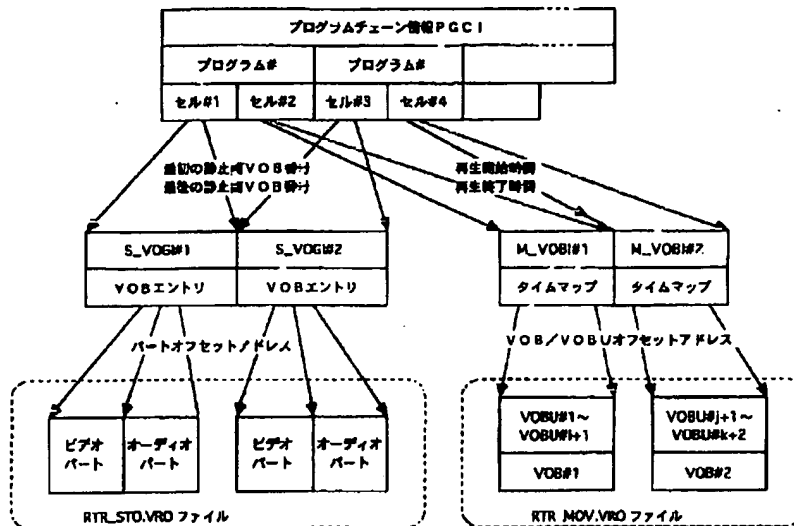 プログラムチェーン情報PGCI
プログラム# プログラム#
セル#1 セル#2 セル#3 セル#4
最初の静止画VOB番号 再生開始時間
最後の静止画VOB番号 再生終了時間
S_VOGI#1 S_VOGI#2 M_VOBI#1 M_VOBI#2
VOBエントリ VOBエントリ タイムマップ タイムマップ
パートオフセットアドレス VOB/VOBUオフセットアドレス
ビデオパート オーディオパート ビデオパート オーディオパート
VOBU#1〜 VOBU#j+1〜
VOBU#i+1 VOBU#k+2
VOB#1 VOB#2
RTR_STO.VRO ファイル RTR_MOV.VRO ファイル